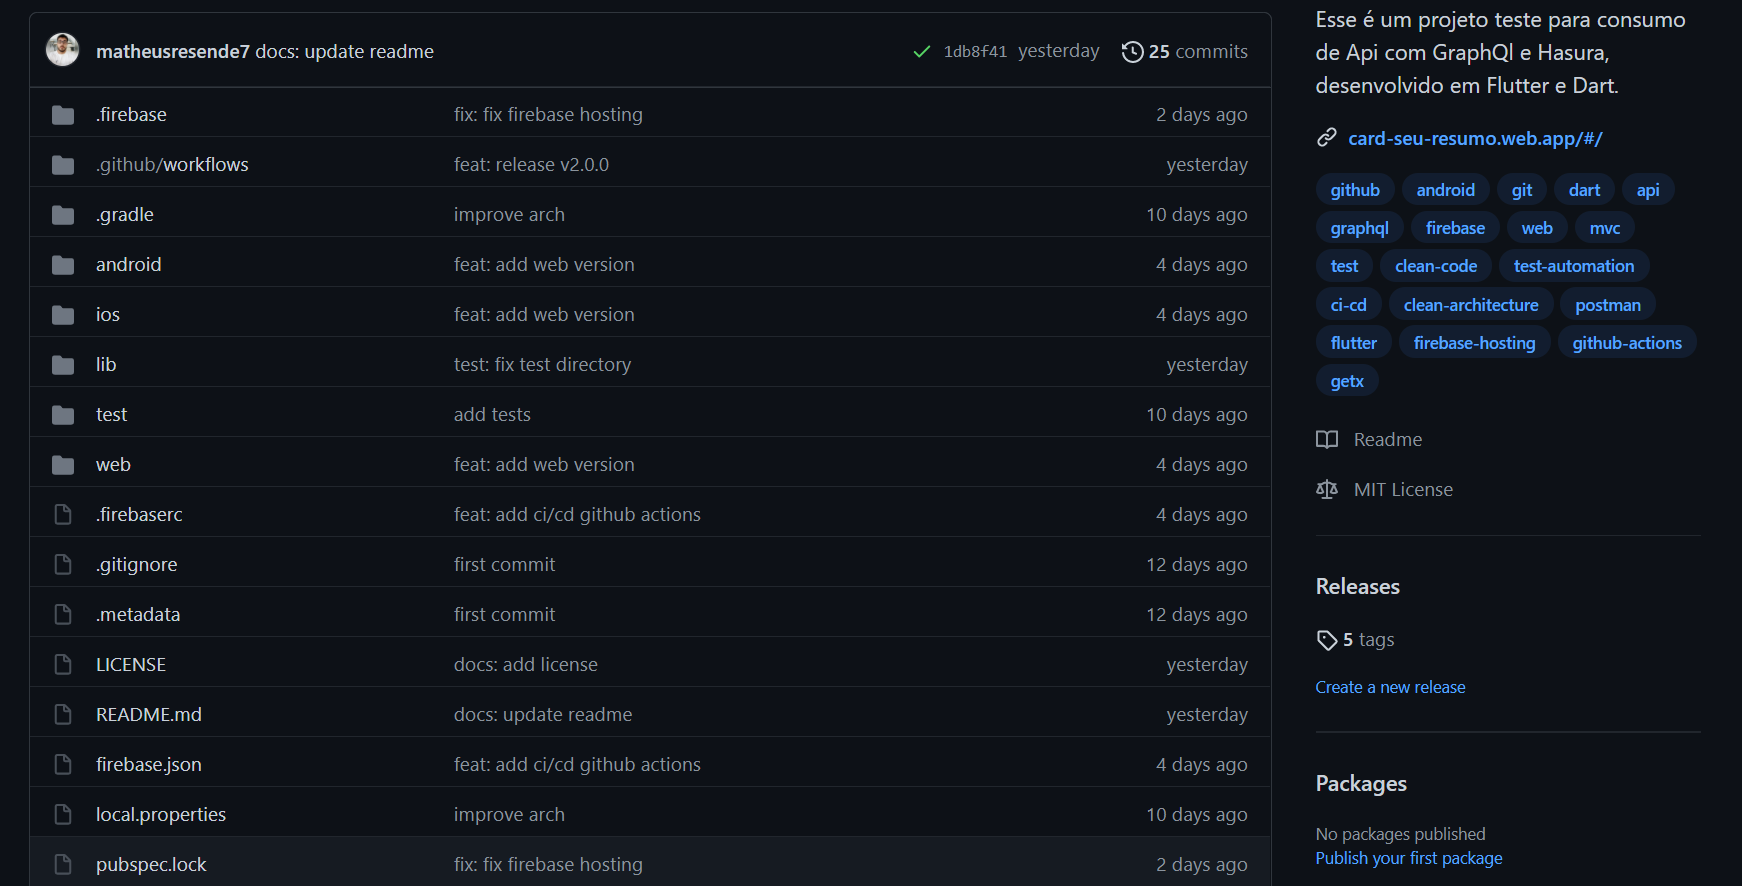 matheusresende7 docs: update readme 1db8f41 yesterday 25 commits
.firebase fix: fix firebase hosting 2 days ago
.github/workflows feat: release v2.0.0 yesterday
.gradle improve arch 10 days ago
android feat: add web version 4 days ago
ios feat: add web version 4 days ago
lib test: fix test directory yesterday
test add tests 10 days ago
web feat: add web version 4 days ago
.firebaserc feat: add ci/cd github actions 4 days ago
.gitignore first commit 12 days ago
.metadata first commit 12 days ago
LICENSE docs: add license yesterday
README.md docs: update readme yesterday
firebase.json feat: add ci/cd github actions 4 days ago
local.properties improve arch 10 days ago
pubspec.lock fix: fix firebase hosting 2 days ago
Esse é um projeto teste para consumo
de Api com GraphQl e Hasura,
desenvolvido em Flutter e Dart.
card-seu-resumo.web.app/#/
github android git dart api
graphql firebase web mvc
test clean-code test-automation
ci-cd clean-architecture postman
flutter firebase-hosting github-actions
getx
Readme
MIT License
Releases
5 tags
Create a new release
Packages
No packages published
Publish your first package